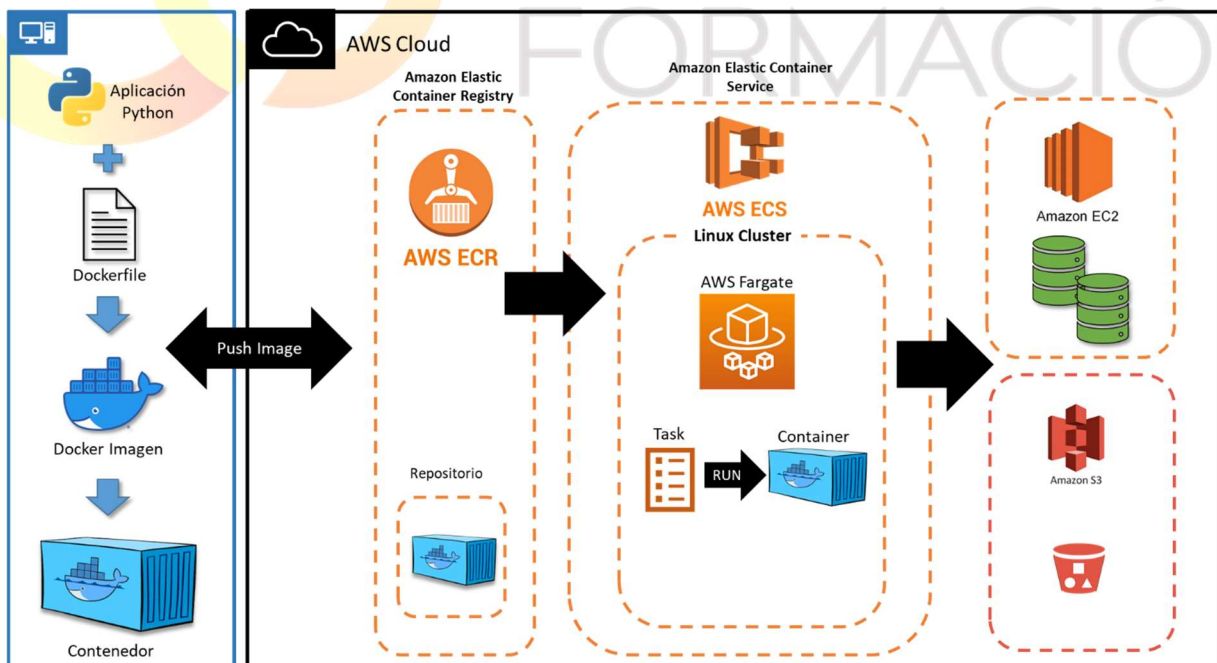 FORMACIÓ
AWS Cloud
Aplicación
Python
Dockerfile
Docker Imagen
Contenedor
Push Image
Amazon Elastic
Container Registry
AWS ECR
Repositorio
Amazon Elastic Container
Service
AWS ECS
Linux Cluster
AWS Fargate
Task
RUN
Container
Amazon EC2
Amazon S3